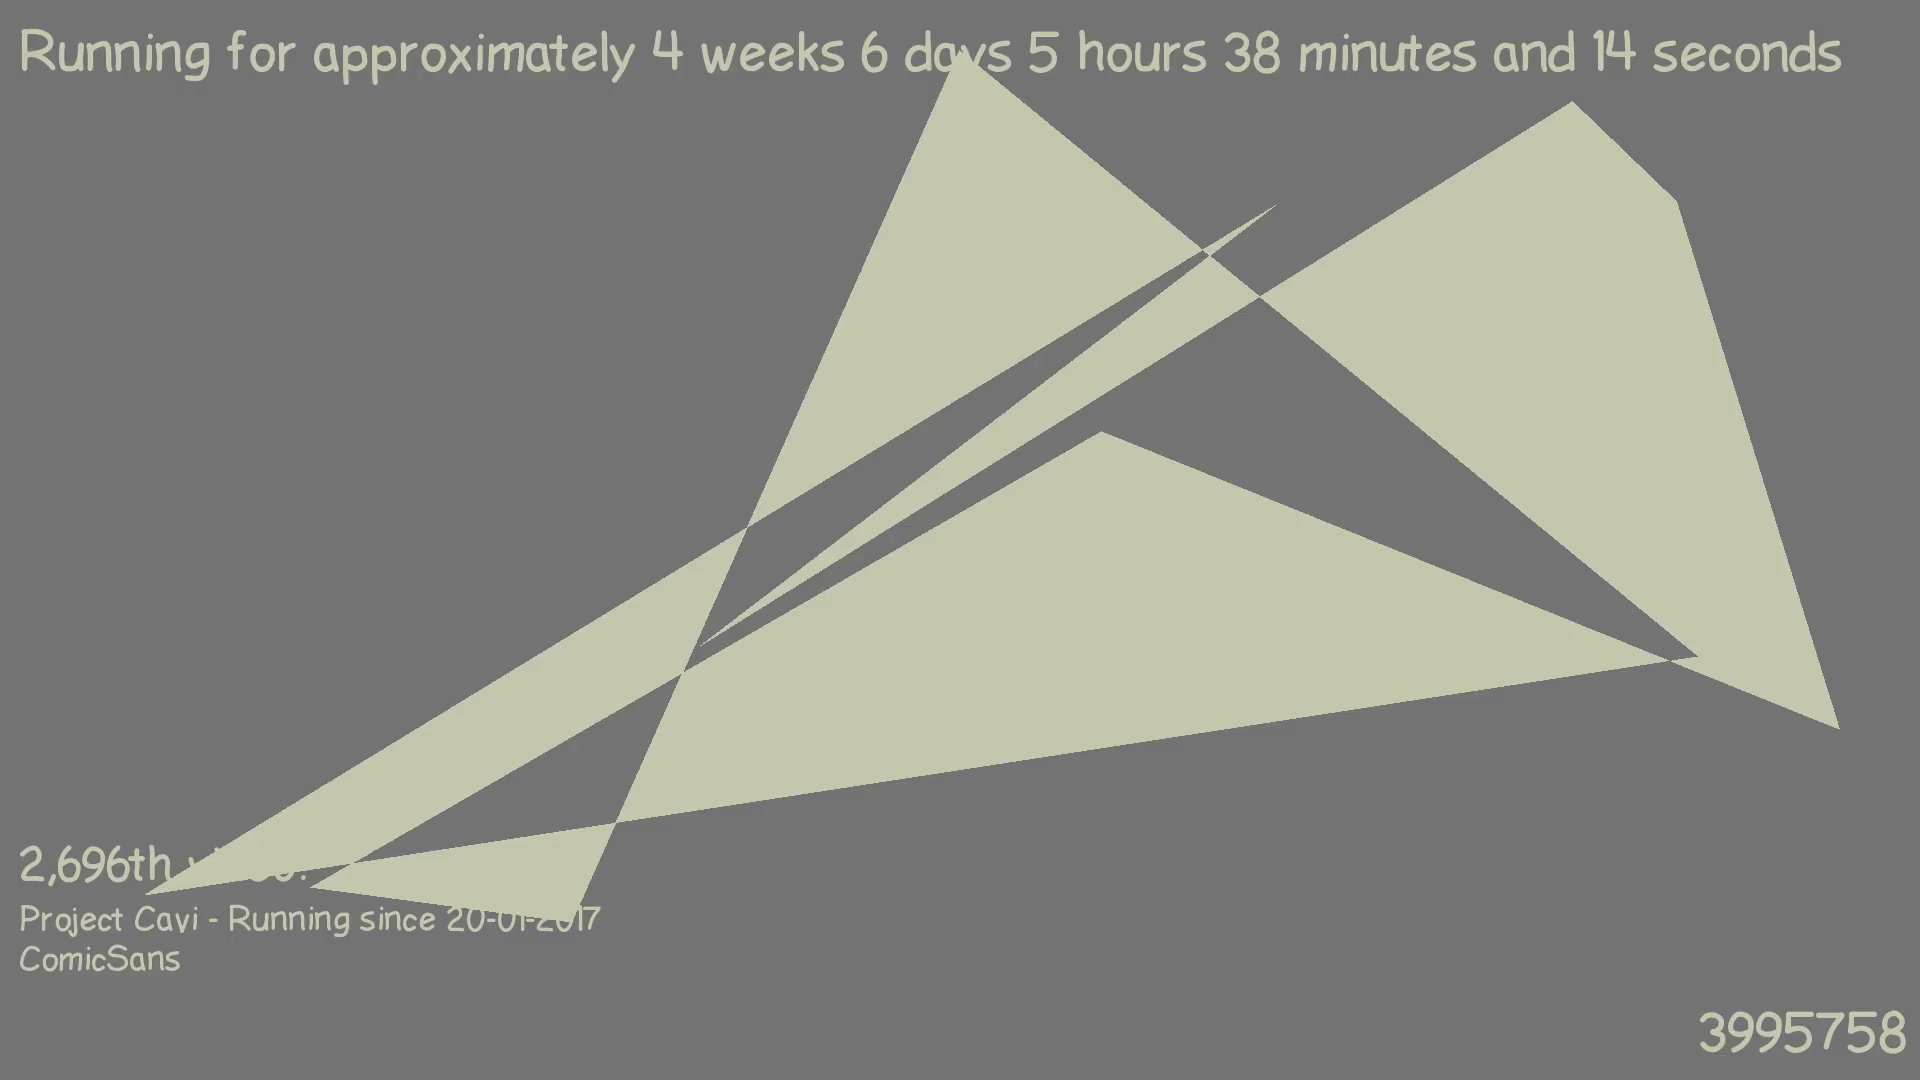 Running for approximately 4 weeks 6 days 5 hours 38 minutes and 14 seconds
2,696th
Project Cavi - Running since 20-01-2017
ComicSans
3995758